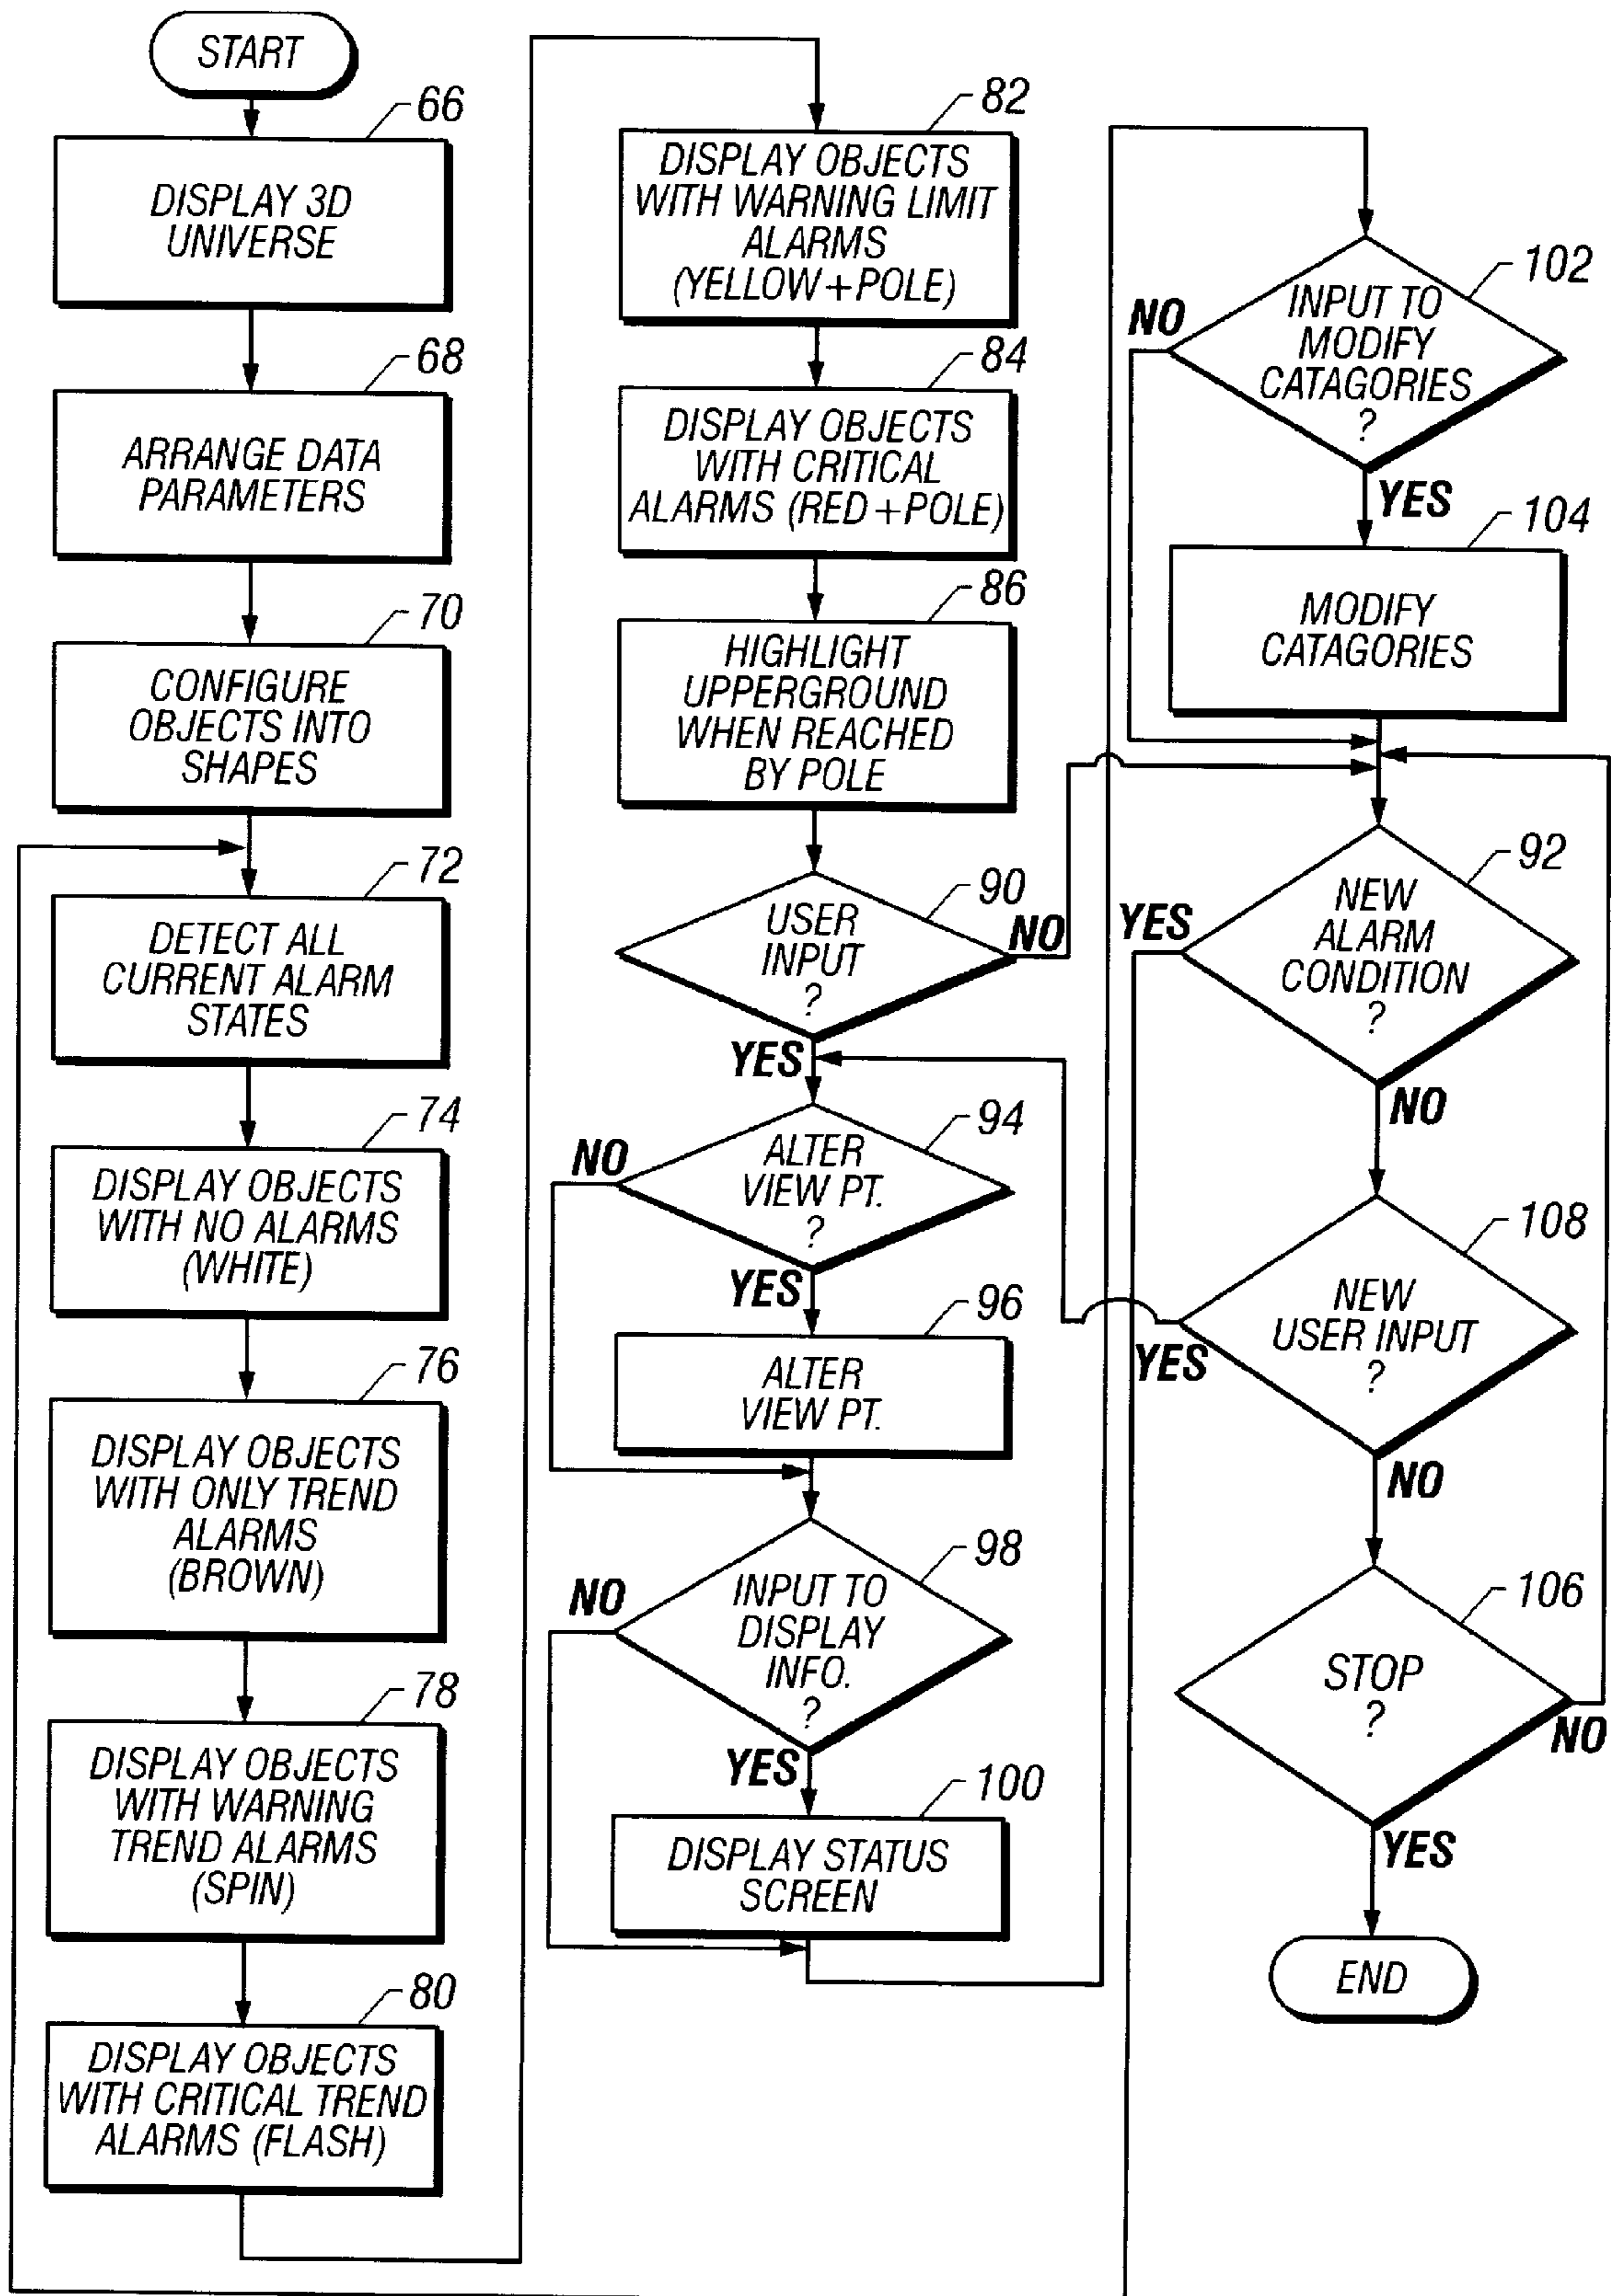 START
66
DISPLAY 3D
UNIVERSE
68
ARRANGE DATA
PARAMETERS
70
CONFIGURE
OBJECTS INTO
SHAPES
72
DETECT ALL
CURRENT ALARM
STATES
74
DISPLAY OBJECTS
WITH NO ALARMS
(WHITE)
76
DISPLAY OBJECTS
WITH ONLY TREND
ALARMS
(BROWN)
78
DISPLAY OBJECTS
WITH WARNING
TREND ALARMS
(SPIN)
80
DISPLAY OBJECTS
WITH CRITICAL TREND
ALARMS (FLASH)
82
DISPLAY OBJECTS
WITH WARNING LIMIT
ALARMS
(YELLOW+POLE)
84
DISPLAY OBJECTS
WITH CRITICAL
ALARMS (RED+POLE)
86
HIGHLIGHT
UPPERGROUND
WHEN REACHED
BY POLE
90
USER
INPUT
?
NO
YES
94
ALTER
VIEW PT.
?
NO
YES
96
ALTER
VIEW PT.
98
INPUT TO
DISPLAY
INFO.
?
NO
YES
100
DISPLAY STATUS
SCREEN
102
INPUT TO
MODIFY
CATAGORIES
?
NO
YES
104
MODIFY
CATAGORIES
92
NEW
ALARM
CONDITION
?
YES
NO
108
NEW
USER INPUT
?
YES
NO
106
STOP
?
NO
YES
END